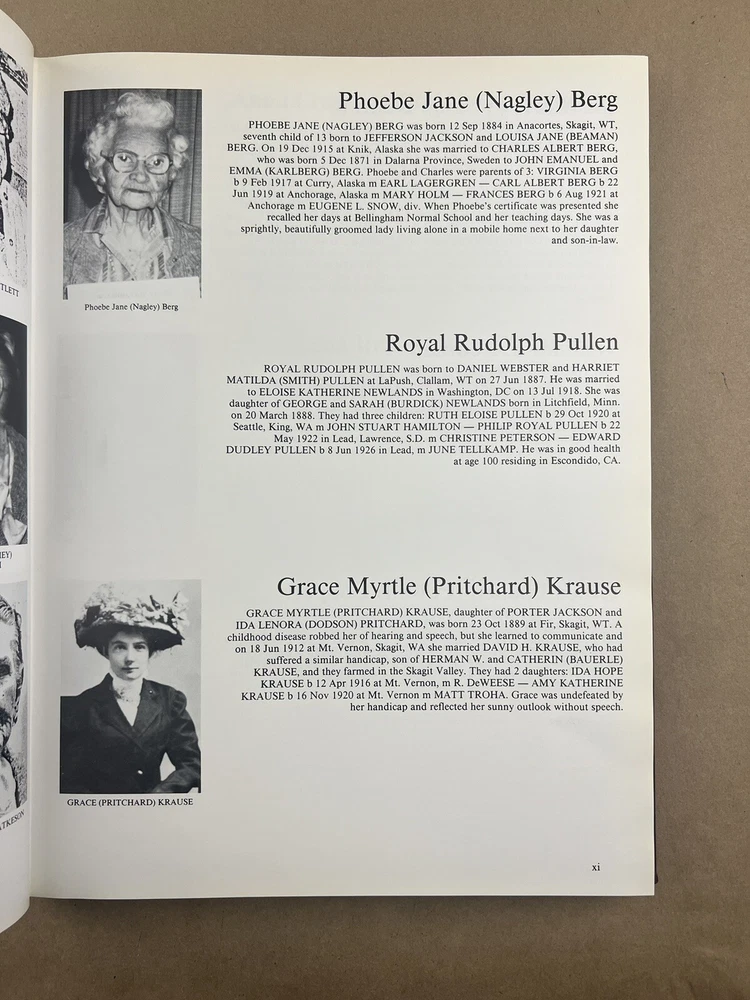 Phoebe Jane (Nagley) Berg
PHOEBE JANE (NAGLEY) BERG was born 12 Sep 1884 in Anacortes, Skagit, WT,
seventh child of 13 born to JEFFERSON JACKSON and LOUISA JANE (BEAMAN)
BERG. On 19 Dec 1915 at Knik, Alaska she was married to CHARLES ALBERT BERG,
who was born 5 Dec 1871 in Dalarna Province, Sweden to JOHN EMANUEL and
EMMA (KARLBERG) BERG. Phoebe and Charles were parents of 3: VIRGINIA BERG
b 9 Feb 1917 at Curry, Alaska m EARL LAGERGREN — CARL ALBERT BERG b 22
Jun 1919 at Anchorage, Alaska m MARY HOLM — FRANCES BERG b 6 Aug 1921 at
Anchorage m EUGENE L. SNOW, div. When Phoebe's certificate was presented she
recalled her days at Bellingham Normal School and her teaching days. She was a
sprightly, beautifully groomed lady living alone in a mobile home next to her daughter
and son-in-law.
Phoebe Jane (Nagley) Berg
Royal Rudolph Pullen
ROYAL RUDOLPH PULLEN was born to DANIEL WEBSTER and HARRIET
MATILDA (SMITH) PULLEN at LaPush, Clallam, WT on 27 Jun 1887. He was married
to ELOISE KATHERINE NEWLANDS in Washington, DC on 13 Jul 1918. She was
daughter of GEORGE and SARAH (BURDICK) NEWLANDS born in Litchfield, Minn.
on 20 March 1888. They had three children: RUTH ELOISE PULLEN b 29 Oct 1920 at
Seattle, King, WA m JOHN STUART HAMILTON — PHILIP ROYAL PULLEN b 22
May 1922 in Lead, Lawrence, S.D. m CHRISTINE PETERSON — EDWARD
DUDLEY PULLEN b 8 Jun 1926 in Lead, m JUNE TELLKAMP. He was in good health
at age 100 residing in Escondido, CA.
Grace Myrtle (Pritchard) Krause
GRACE MYRTLE (PRITCHARD) KRAUSE, daughter of PORTER JACKSON and
IDA LENORA (DODSON) PRITCHARD, was born 23 Oct 1889 at Fir, Skagit, WT. A
childhood disease robbed her of hearing and speech, but she learned to communicate and
on 18 Jun 1912 at Mt. Vernon, Skagit, WA she married DAVID H. KRAUSE, who had
suffered a similar handicap, son of HERMAN W. and CATHERIN (BAUERLE)
KRAUSE, and they farmed in the Skagit Valley. They had 2 daughters: IDA HOPE
KRAUSE b 12 Apr 1916 at Mt. Vernon, m R. DeWEESE — AMY KATHERINE
KRAUSE b 16 Nov 1920 at Mt. Vernon m MATT TROHA. Grace was undefeated by
her handicap and reflected her sunny outlook without speech.
GRACE (PRITCHARD) KRAUSE
xi